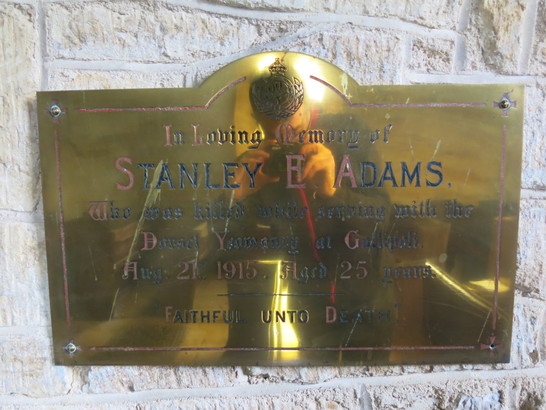 In Loving Memory of
STANLEY E. ADAMS.
Who was killed while serving with the
Dorset Yeomanry at Gallipoli
Aug. 21. 1915. Aged 25 years.
FAITHFUL UNTO DEATH